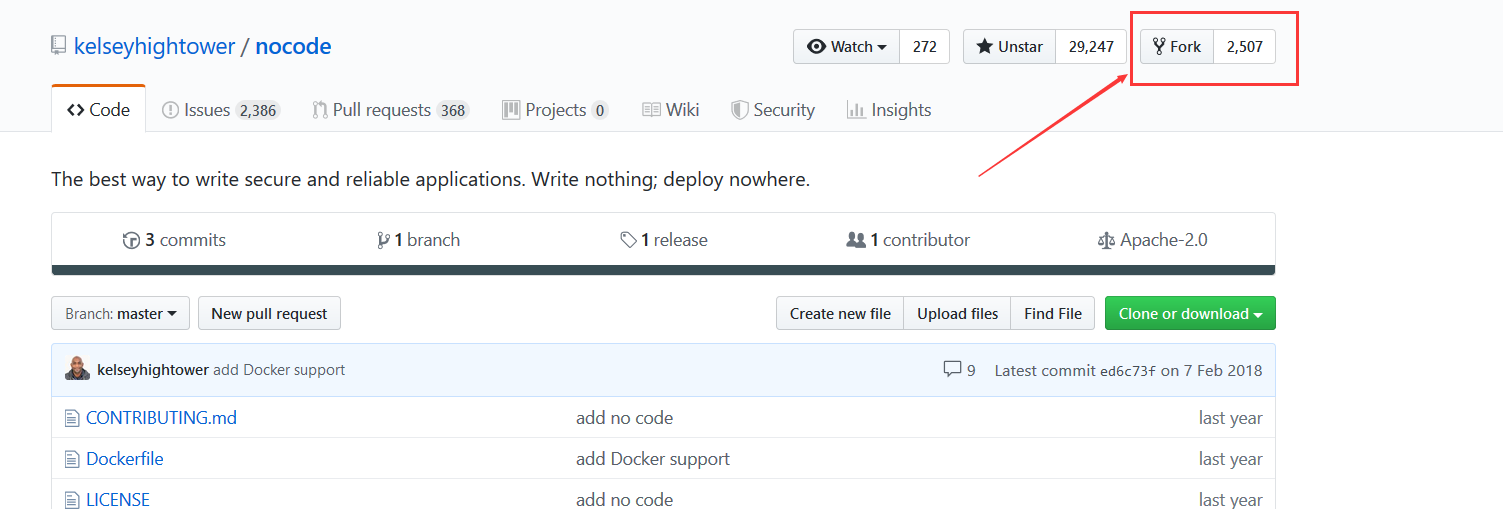 kelseyhightower / nocode
Watch 272 Unstar 29,247 Fork 2,507
Code Issues 2,386 Pull requests 368 Projects 0 Wiki Security Insights
The best way to write secure and reliable applications. Write nothing; deploy nowhere.
3 commits 1 branch 1 release 1 contributor Apache-2.0
Branch: master New pull request Create new file Upload files Find File Clone or download
kelseyhightower add Docker support 9 Latest commit ed6c73f on 7 Feb 2018
CONTRIBUTING.md add no code last year
Dockerfile add Docker support last year
LICENSE add no code last year